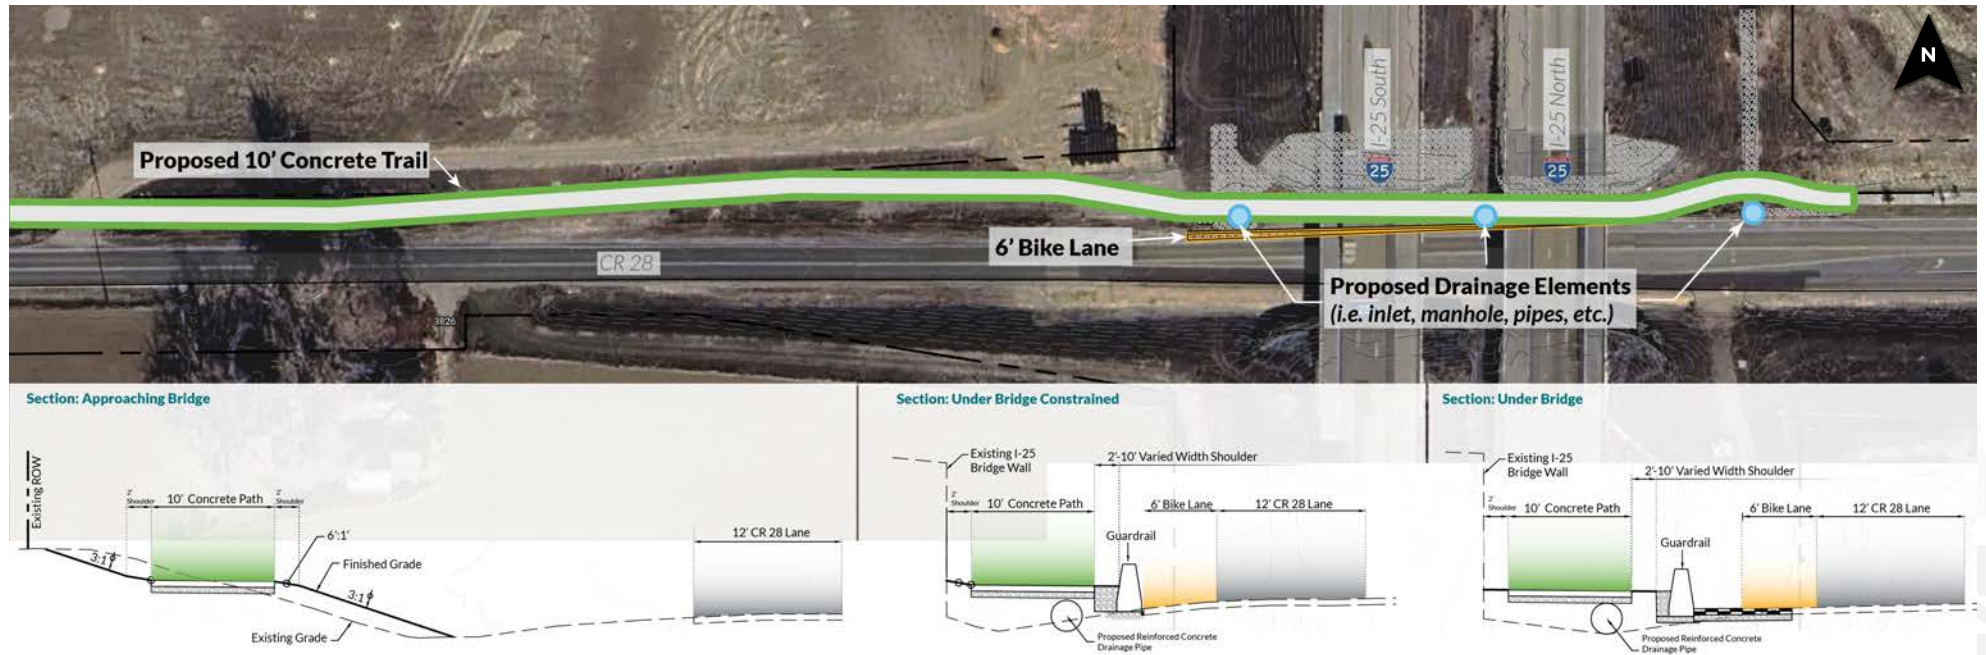 N
I-25 South
I-25 North
25
25
Proposed 10' Concrete Trail
6' Bike Lane
CR 28
Proposed Drainage Elements
(i.e. inlet, manhole, pipes, etc.)
3826
Section: Approaching Bridge
Existing ROW
2'
Shoulder
10' Concrete Path
2'
Shoulder
6':1'
3:1
Finished Grade
3:1
Existing Grade
12' CR 28 Lane
Section: Under Bridge Constrained
Existing I-25
Bridge Wall
2'-10' Varied Width Shoulder
2'
Shoulder
10' Concrete Path
6' Bike Lane
12' CR 28 Lane
Guardrail
Proposed Reinforced Concrete
Drainage Pipe
Section: Under Bridge
Existing I-25
Bridge Wall
2'-10' Varied Width Shoulder
2'
Shoulder
10' Concrete Path
6' Bike Lane
12' CR 28 Lane
Guardrail
Proposed Reinforced Concrete
Drainage Pipe